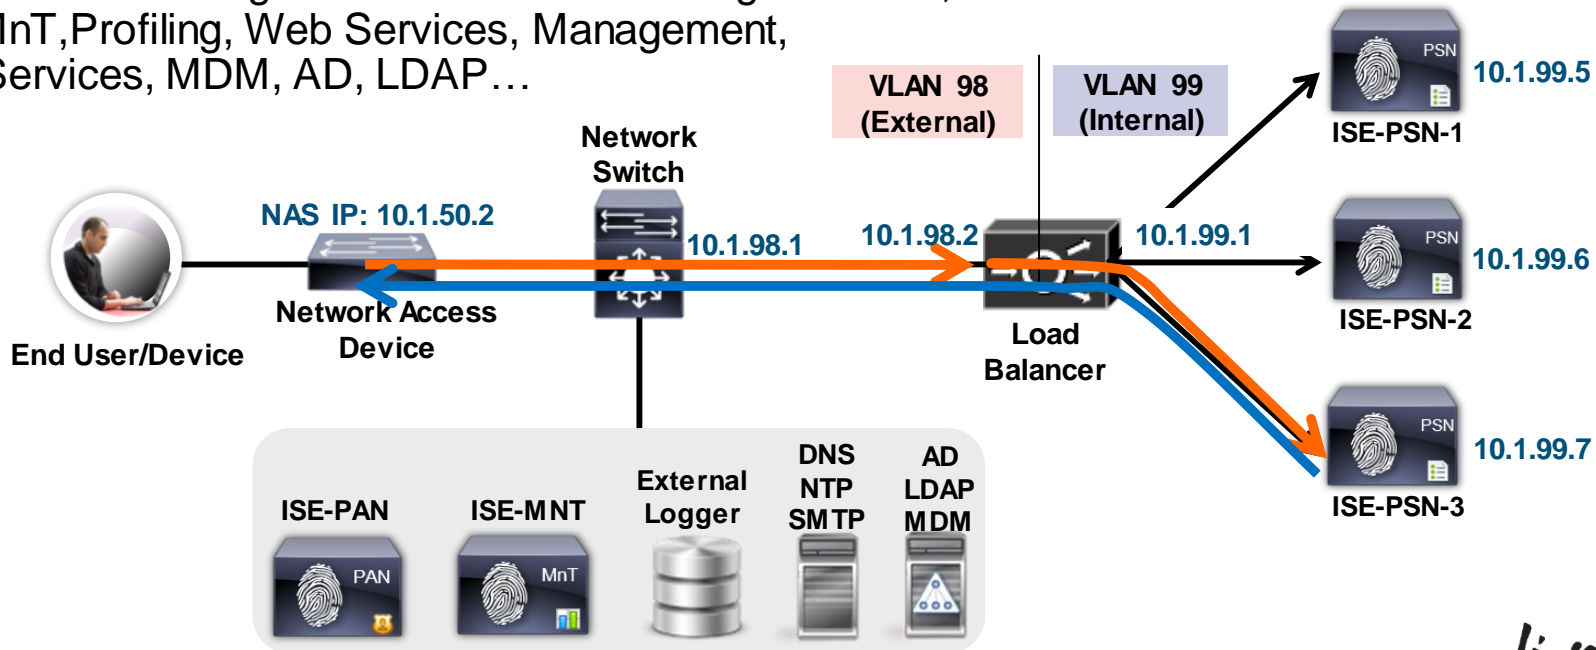 MnT,Profiling, Web Services, Management,
Services, MDM, AD, LDAP…
VLAN 98
(External)
VLAN 99
(Internal)
PSN
10.1.99.5
ISE-PSN-1
Network
Switch
NAS IP: 10.1.50.2
10.1.98.1
10.1.98.2
10.1.99.1
PSN
10.1.99.6
ISE-PSN-2
Network Access
Device
End User/Device
Load
Balancer
PSN
10.1.99.7
ISE-PSN-3
ISE-PAN
PAN
ISE-MNT
MnT
External
Logger
DNS
NTP
SMTP
AD
LDAP
MDM